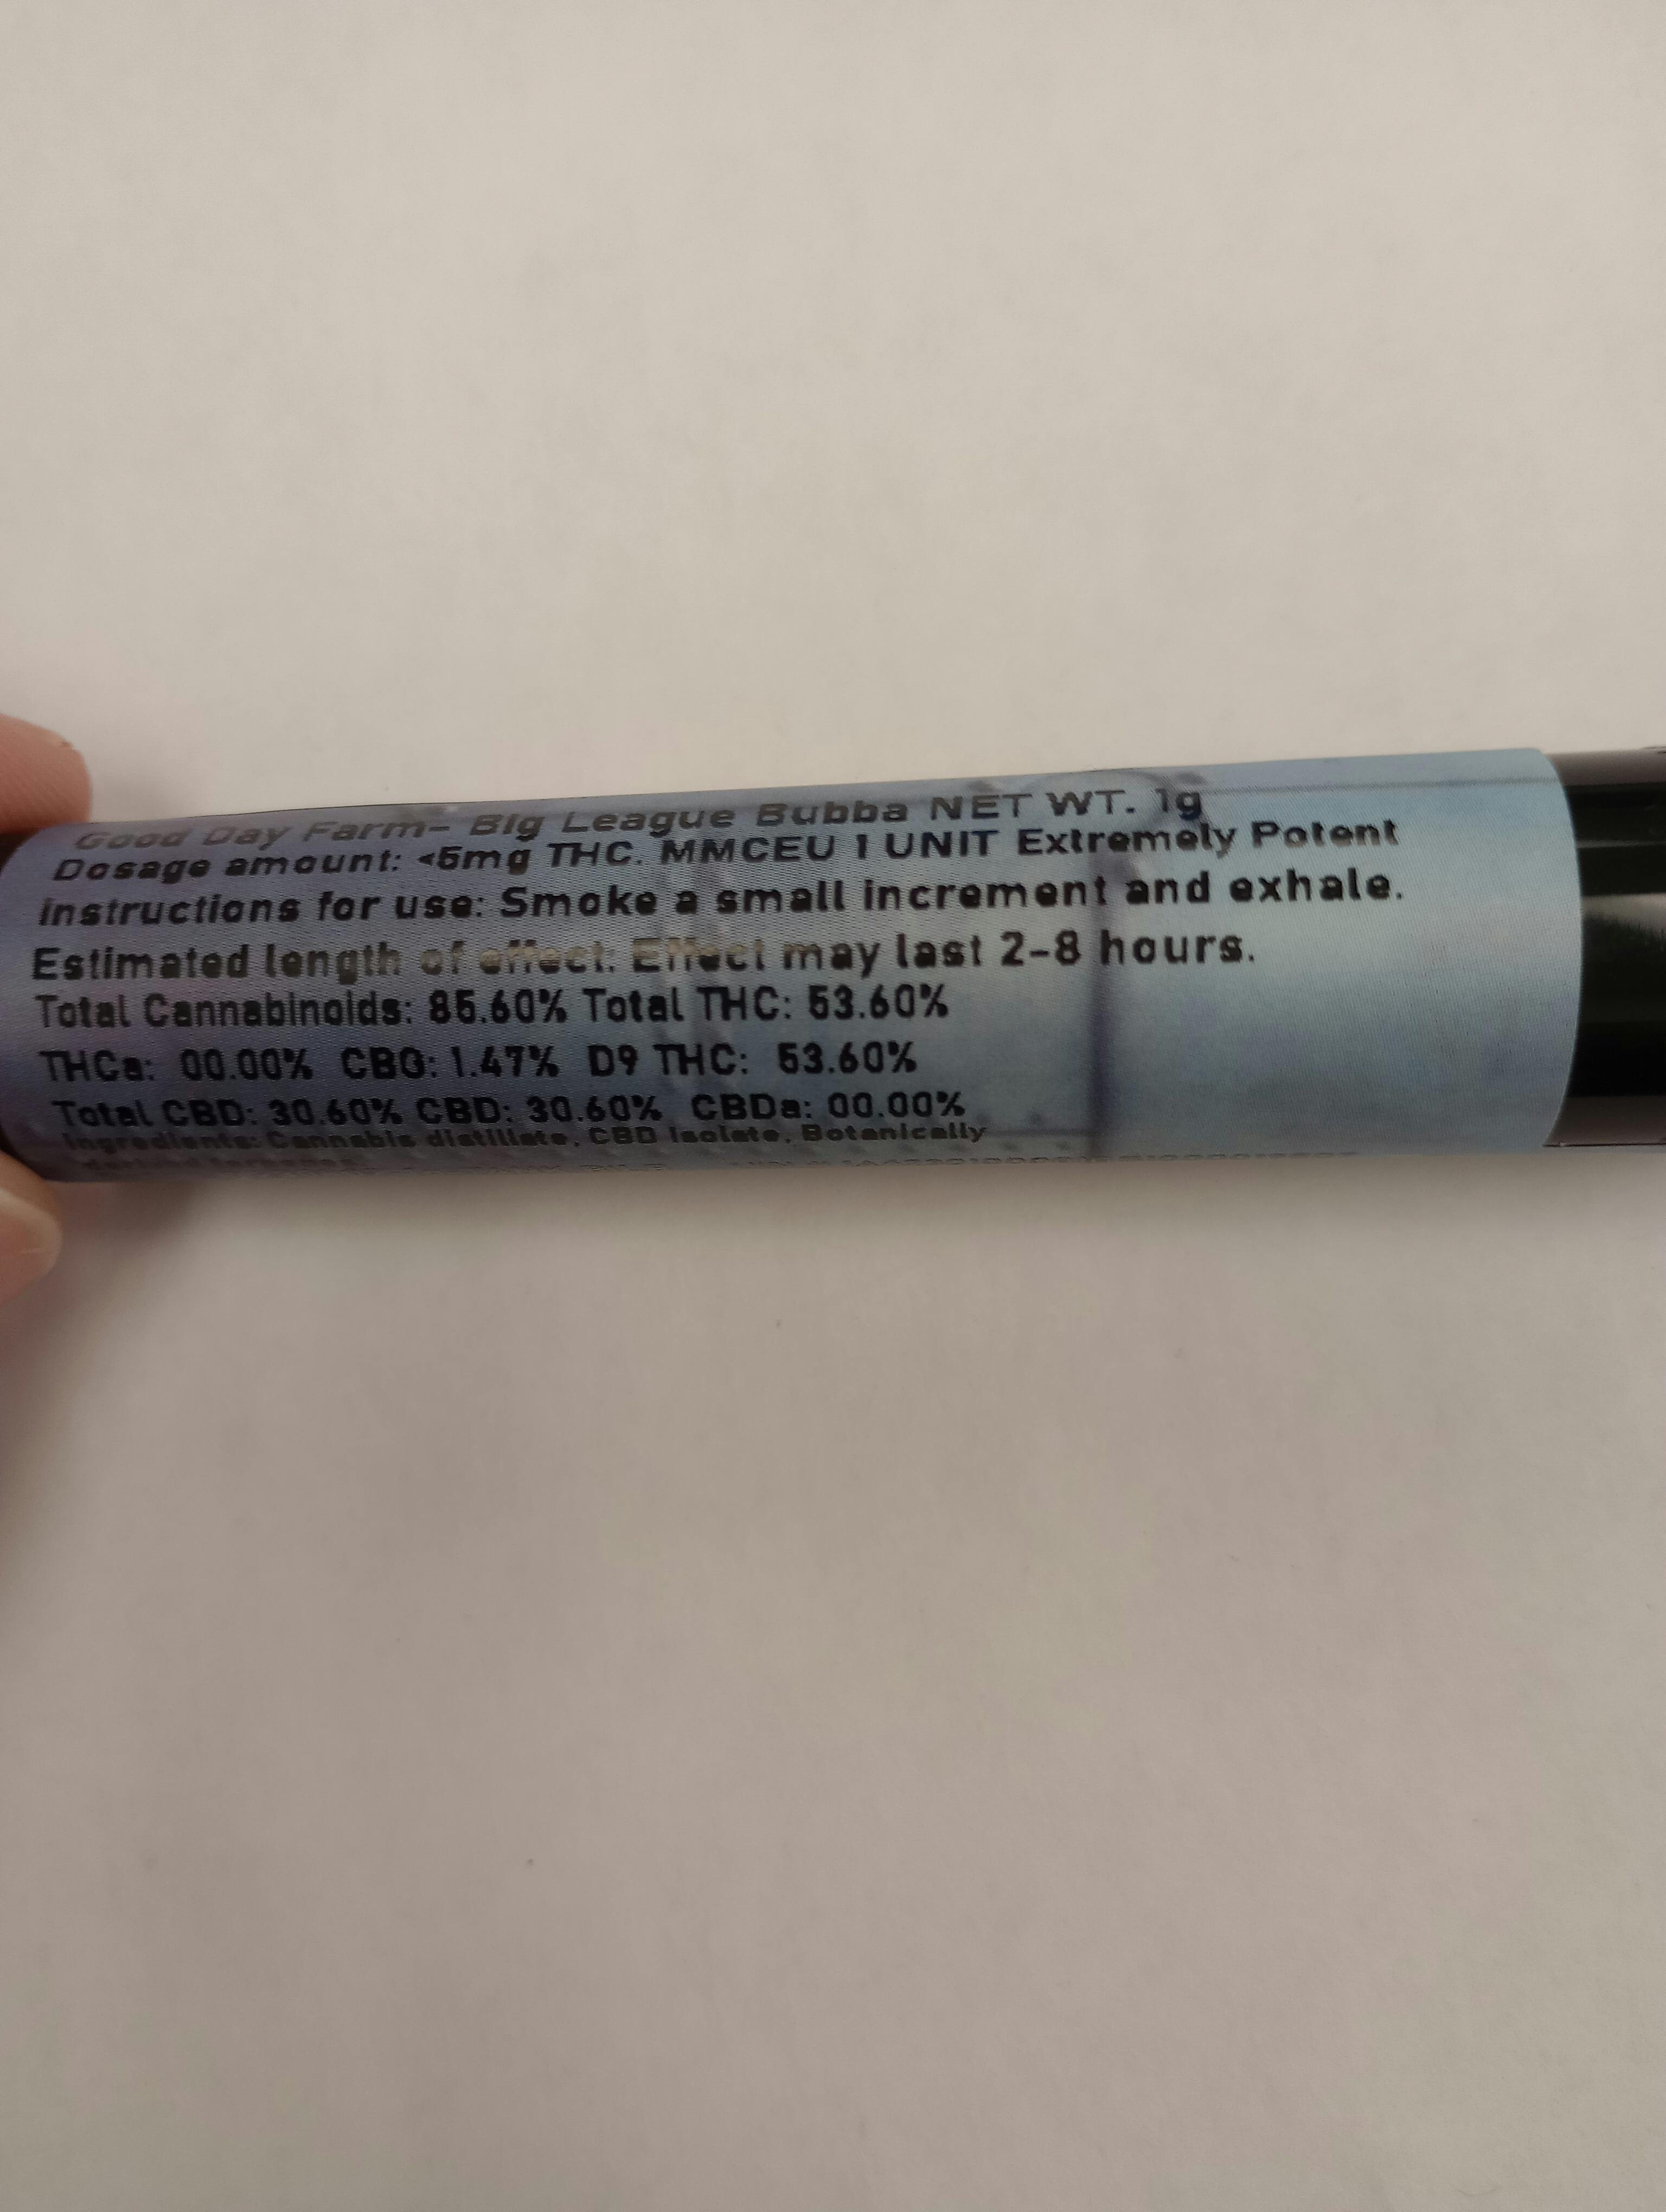 Good Day Farm- Big League Bubba NET WT. 1g
Dosage amount: <5mg THC. MMCEU 1 UNIT Extremely Potent
instructions for use: Smoke a small increment and exhale.
Estimated length of effect: Effect may last 2-8 hours.
Total Cannabinoids: 85.60% Total THC: 53.60%
THCa: 00.00% CBG: 1.47% D9 THC: 53.60%
Total CBD: 30.60% CBD: 30.60% CBDa: 00.00%
Ingredients: Cannabis distillate, CBD Isolate, Botanically